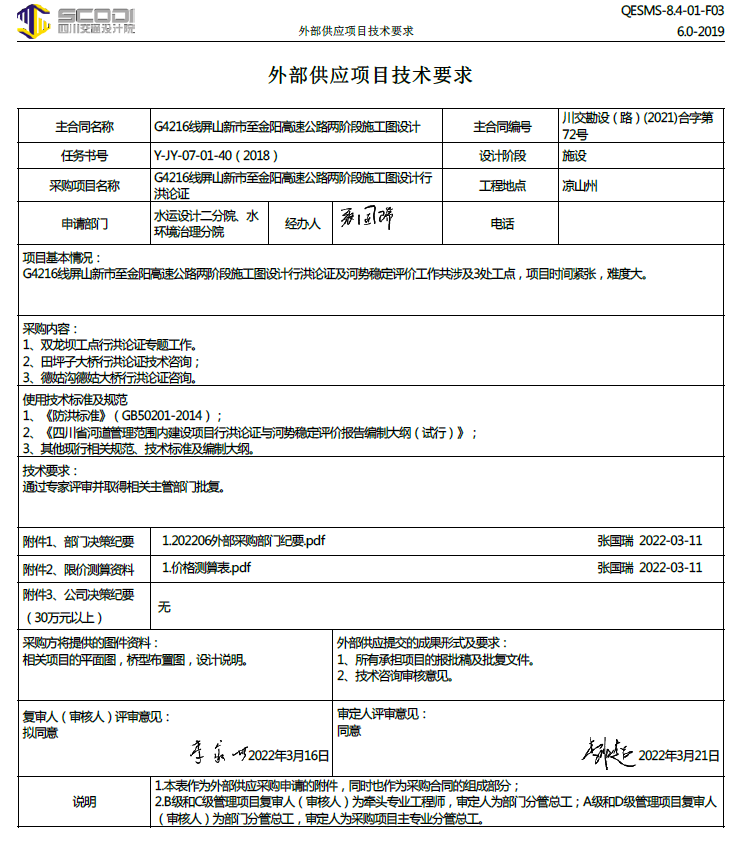 SCODI
四川交通设计院
外部供应项目技术要求
QESMS-8.4-01-F03
6.0-2019
外部供应项目技术要求
主合同名称 G4216线屏山新市至金阳高速公路两阶段施工图设计 主合同编号 川交勘设（路）(2021)合字第
72号
任务书号 Y-JY-07-01-40（2018） 设计阶段 施设
采购项目名称 G4216线屏山新市至金阳高速公路两阶段施工图设计行
洪论证 工程地点 凉山州
申请部门 水运设计二分院、水
环境治理分院 经办人 电话
项目基本情况：
G4216线屏山新市至金阳高速公路两阶段施工图设计行洪论证及河势稳定评价工作共涉及3处工点，项目时间紧张，难度大。
采购内容：
1、双龙坝工点行洪论证专题工作。
2、田坪子大桥行洪论证技术咨询；
3、德姑沟德姑大桥行洪论证咨询。
使用技术标准及规范
1、《防洪标准》（GB50201-2014）；
2、《四川省河道管理范围内建设项目行洪论证与河势稳定评价报告编制大纲（试行）》；
3、其他现行相关规范、技术标准及编制大纲。
技术要求：
通过专家评审并取得相关主管部门批复。
附件1、部门决策纪要 1.202206外部采购部门纪要.pdf 张国瑞 2022-03-11
附件2、限价测算资料 1.价格测算表.pdf 张国瑞 2022-03-11
附件3、公司决策纪要
（30万元以上） 无
采购方将提供的图件资料：
相关项目的平面图，桥型布置图，设计说明。
外部供应提交的成果形式及要求：
1、所有承担项目的报批稿及批复文件。
2、技术咨询审核意见。
复审人（审核人）评审意见：
拟同意
2022年3月16日
审定人评审意见：
同意
2022年3月21日
说明
1.本表作为外部供应采购申请的附件，同时也作为采购合同的组成部分；
2.B级和C级管理项目复审人（审核人）为牵头专业工程师，审定人为部门分管总工；A级和D级管理项目复审人
（审核人）为部门分管总工，审定人为采购项目主专业分管总工。